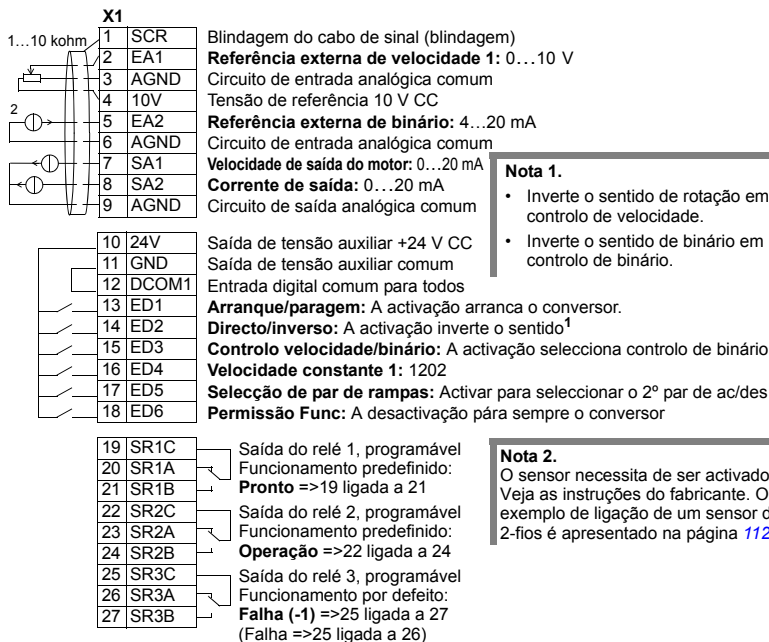 X1
1…10 kohm
1 SCR Blindagem do cabo de sinal (blindagem)
2 EA1 Referência externa de velocidade 1: 0…10 V
3 AGND Circuito de entrada analógica comum
4 10V Tensão de referência 10 V CC
2
5 EA2 Referência externa de binário: 4…20 mA
6 AGND Circuito de entrada analógica comum
7 SA1 Velocidade de saída do motor: 0…20 mA
8 SA2 Corrente de saída: 0…20 mA
9 AGND Circuito de saída analógica comum
Nota 1.
• Inverte o sentido de rotação em
controlo de velocidade.
• Inverte o sentido de binário em
controlo de binário.
10 24V Saída de tensão auxiliar +24 V CC
11 GND Saída de tensão auxiliar comum
12 DCOM1 Entrada digital comum para todos
13 ED1 Arranque/paragem: A activação arranca o conversor.
14 ED2 Directo/inverso: A activação inverte o sentido1
15 ED3 Controlo velocidade/binário: A activação selecciona controlo de binário
16 ED4 Velocidade constante 1: 1202
17 ED5 Selecção de par de rampas: Activar para seleccionar o 2º par de ac/des
18 ED6 Permissão Func: A desactivação pára sempre o conversor
19 SR1C Saída do relé 1, programável
20 SR1A Funcionamento predefinido:
21 SR1B Pronto =>19 ligada a 21
22 SR2C Saída do relé 2, programável
23 SR2A Funcionamento predefinido:
24 SR2B Operação =>22 ligada a 24
25 SR3C Saída do relé 3, programável
26 SR3A Funcionamento por defeito:
27 SR3B Falha (-1) =>25 ligada a 27
(Falha =>25 ligada a 26)
Nota 2.
O sensor necessita de ser activado
Veja as instruções do fabricante. O
exemplo de ligação de um sensor d
2-fios é apresentado na página 112